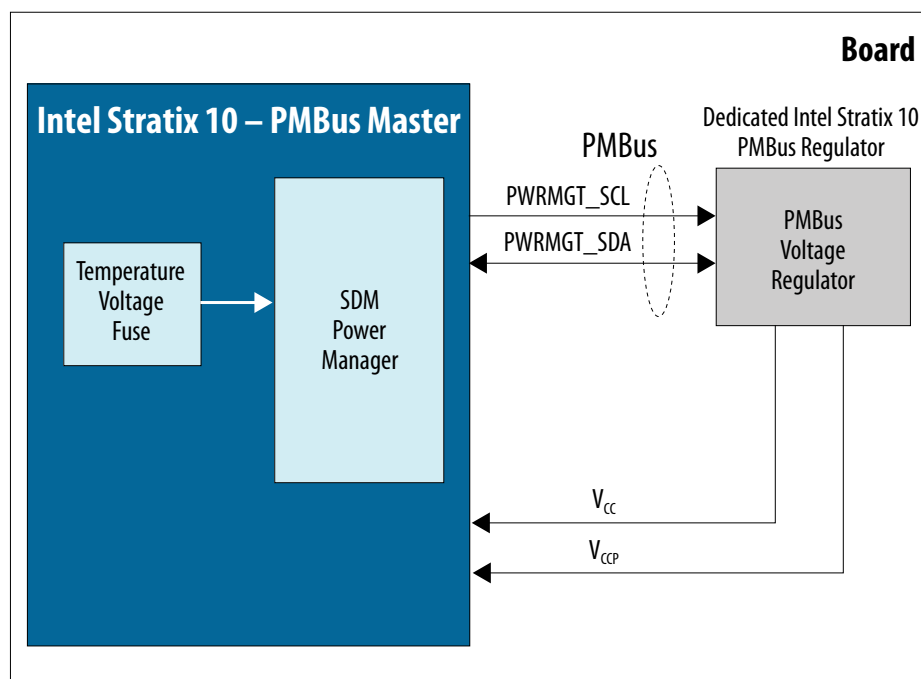 Board
Intel Stratix 10 – PMBus Master
Dedicated Intel Stratix 10
PMBus Regulator
PMBus
PWRMGT_SCL
PWRMGT_SDA
Temperature
Voltage
Fuse
SDM
Power
Manager
PMBus
Voltage
Regulator
VCC
VCCP